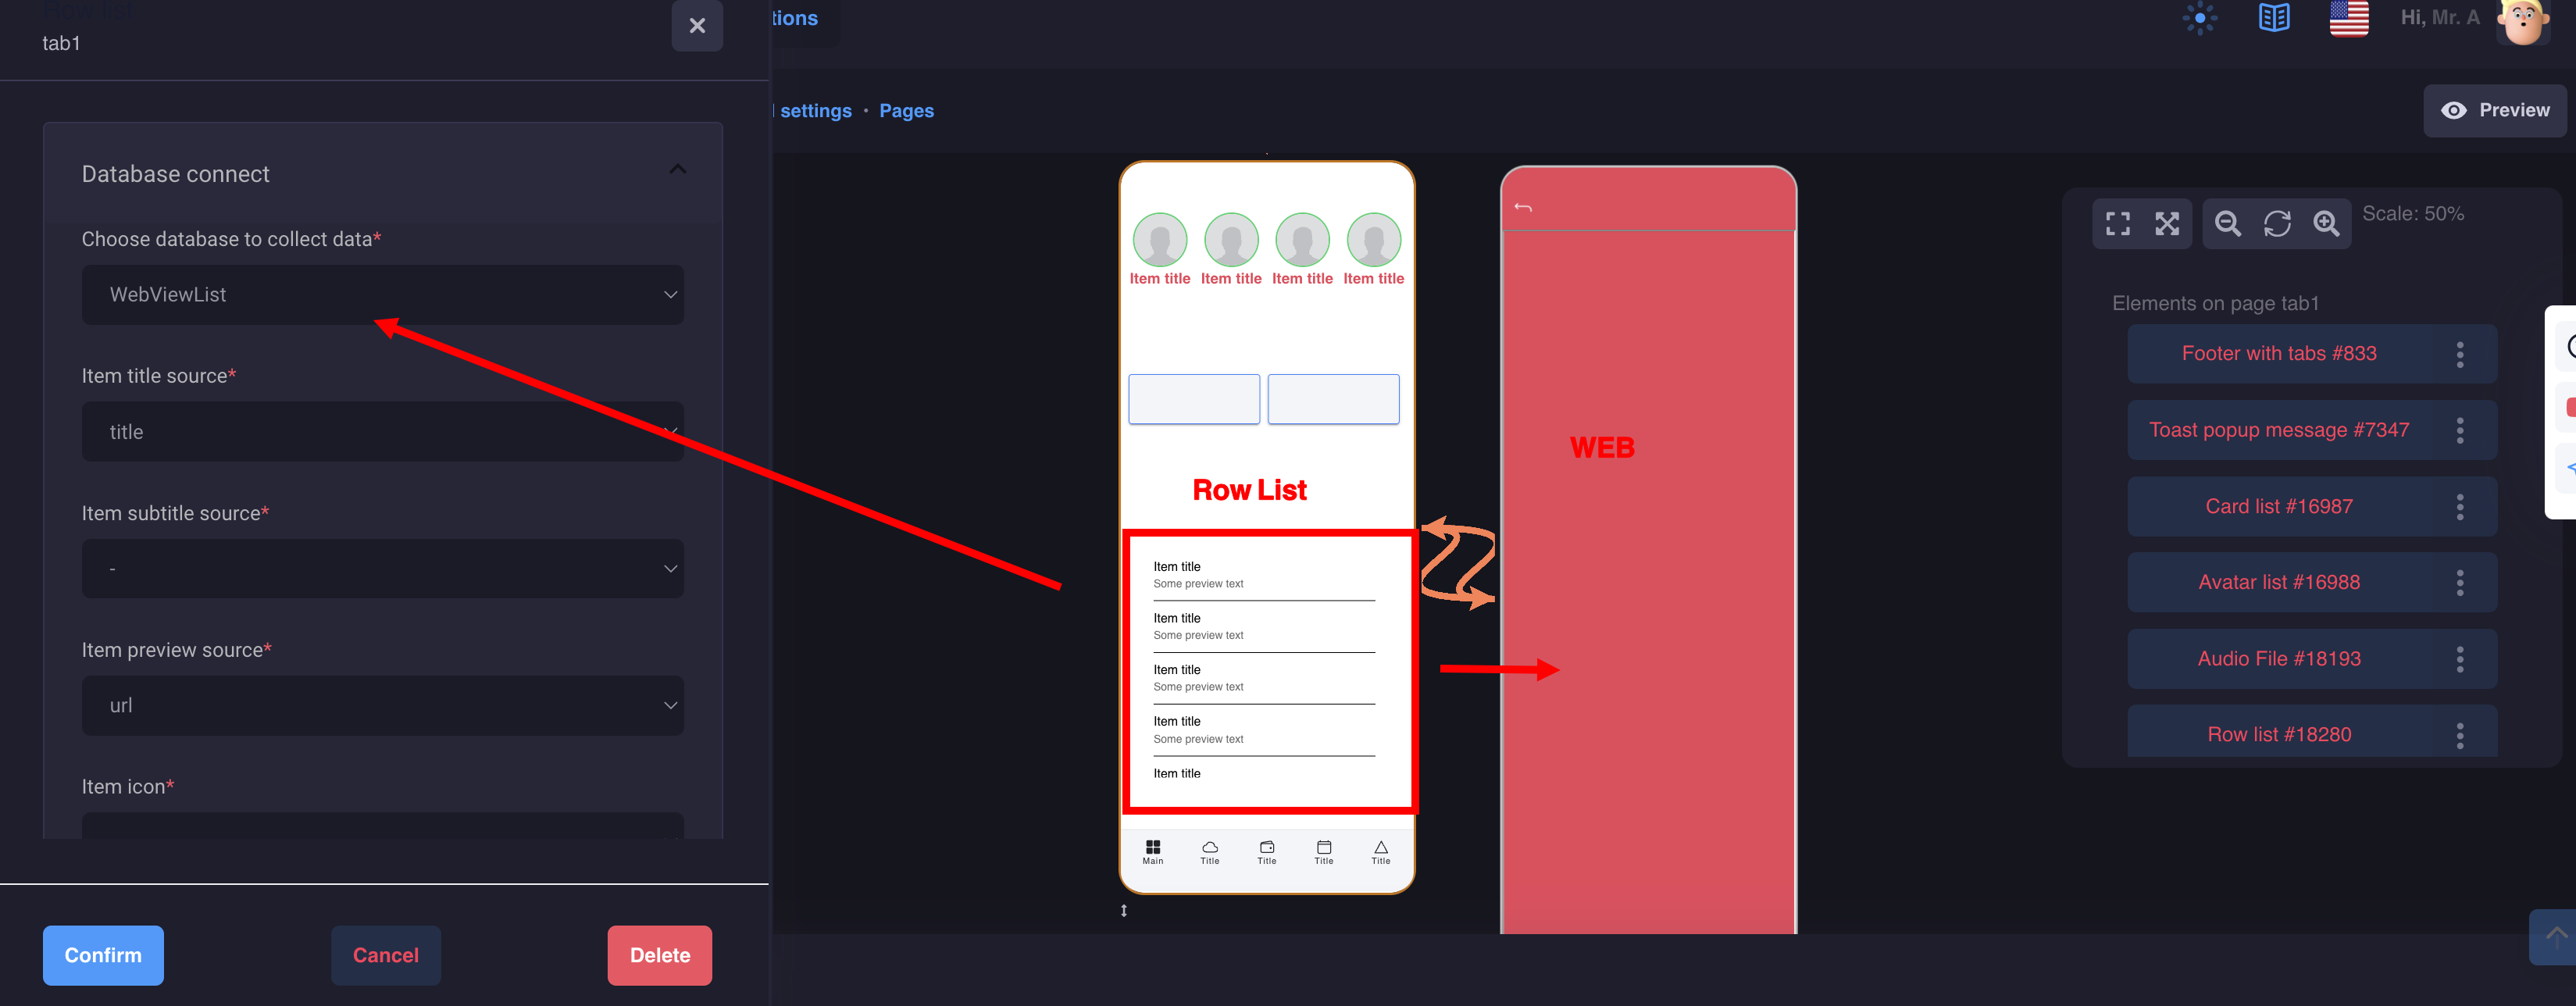 Row list
tab1
tions
Hi, Mr. A
settings • Pages
Preview
Database connect
Choose database to collect data*
WebViewList
Item title source*
title
Item subtitle source*
-
Item preview source*
url
Item icon*
Confirm
Cancel
Delete
Item title
Item title
Item title
Item title
Row List
Item title
Some preview text
Item title
Some preview text
Item title
Some preview text
Item title
Some preview text
Item title
Main
Title
Title
Title
Title
WEB
Scale: 50%
Elements on page tab1
Footer with tabs #833
Toast popup message #7347
Card list #16987
Avatar list #16988
Audio File #18193
Row list #18280